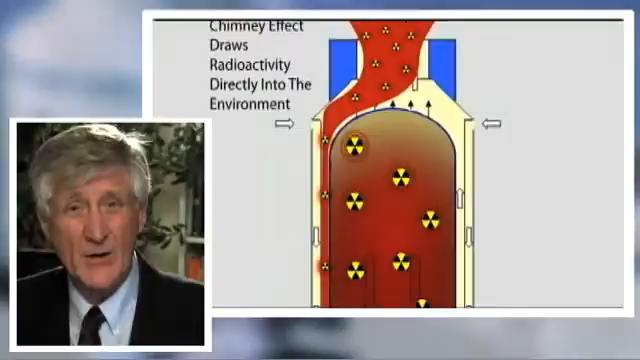 Chimney Effect
Draws
Radioactivity
Directly Into The
Environment